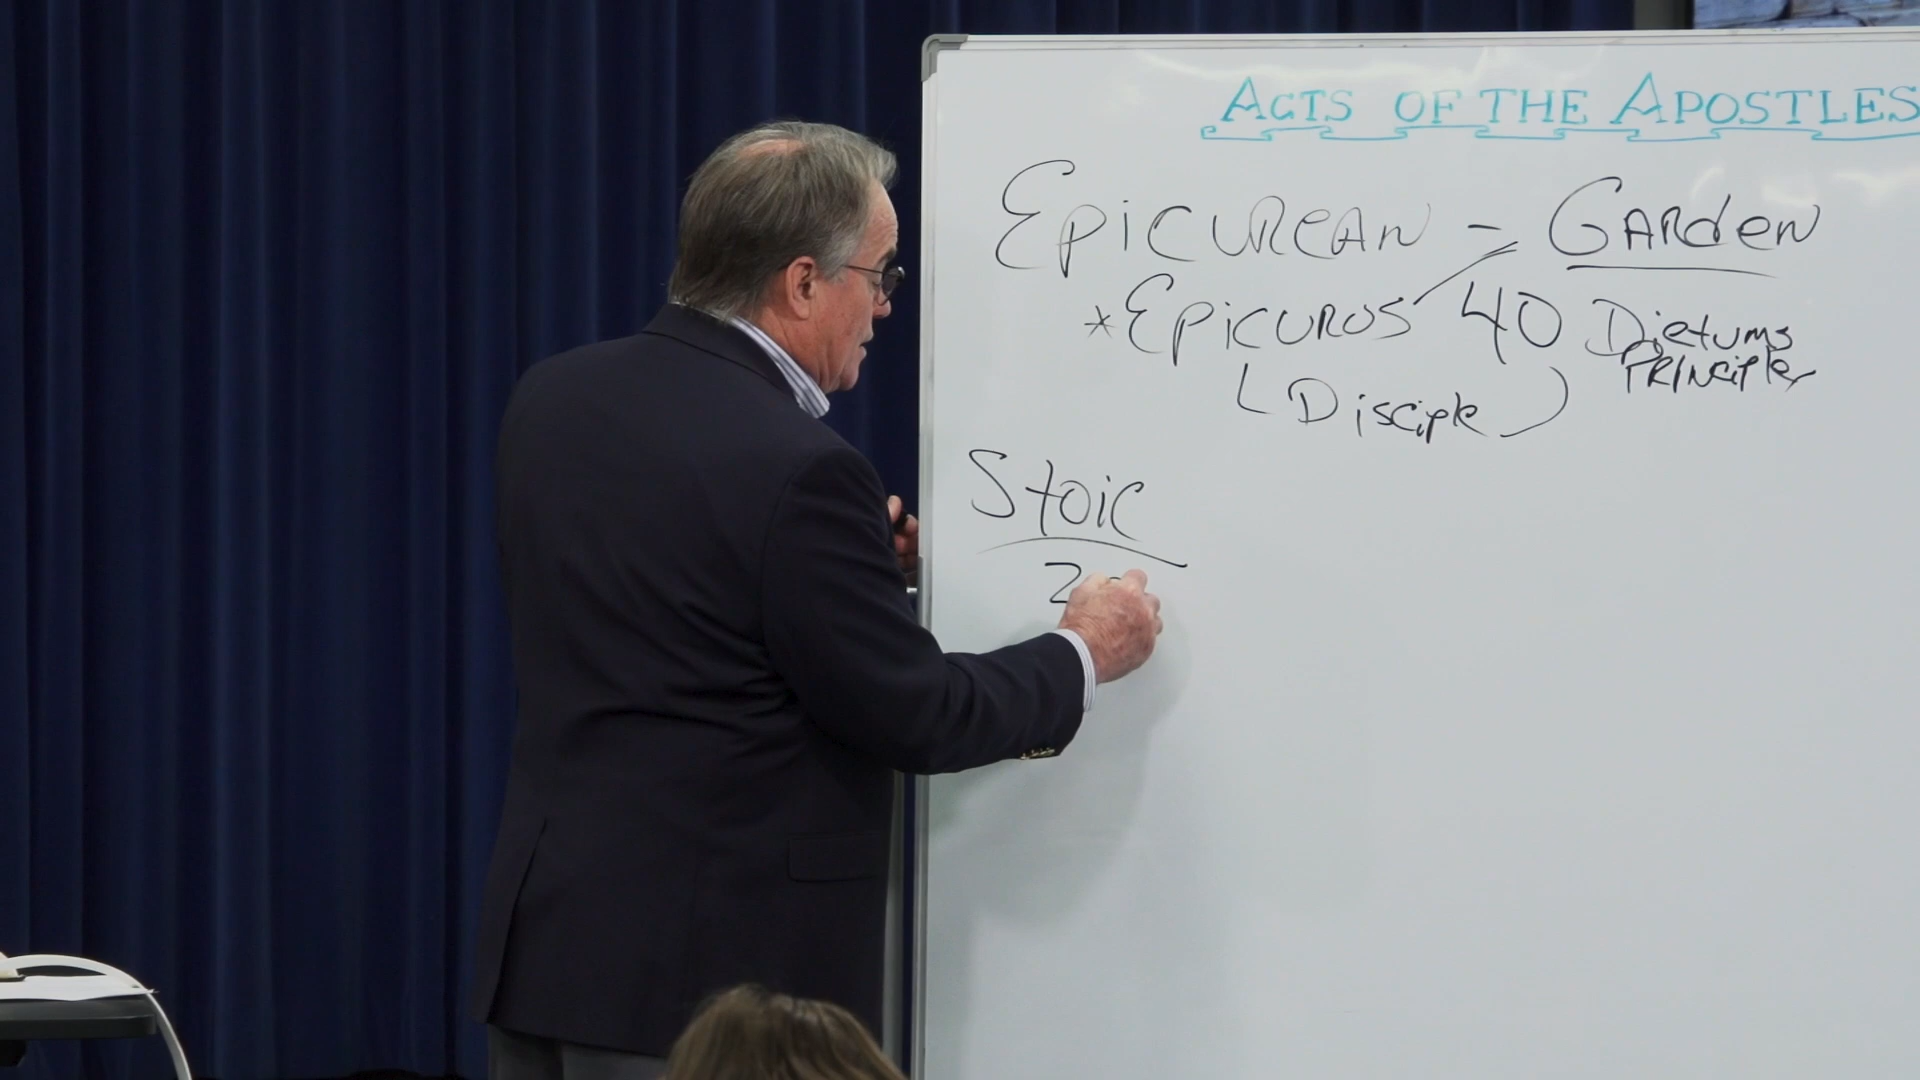 ACTS OF THE APOSTLES
EPICUREAN - GARDEN
*EPICUROS 40 Dictums
PRINCIPLES
(Disciple)
Stoic